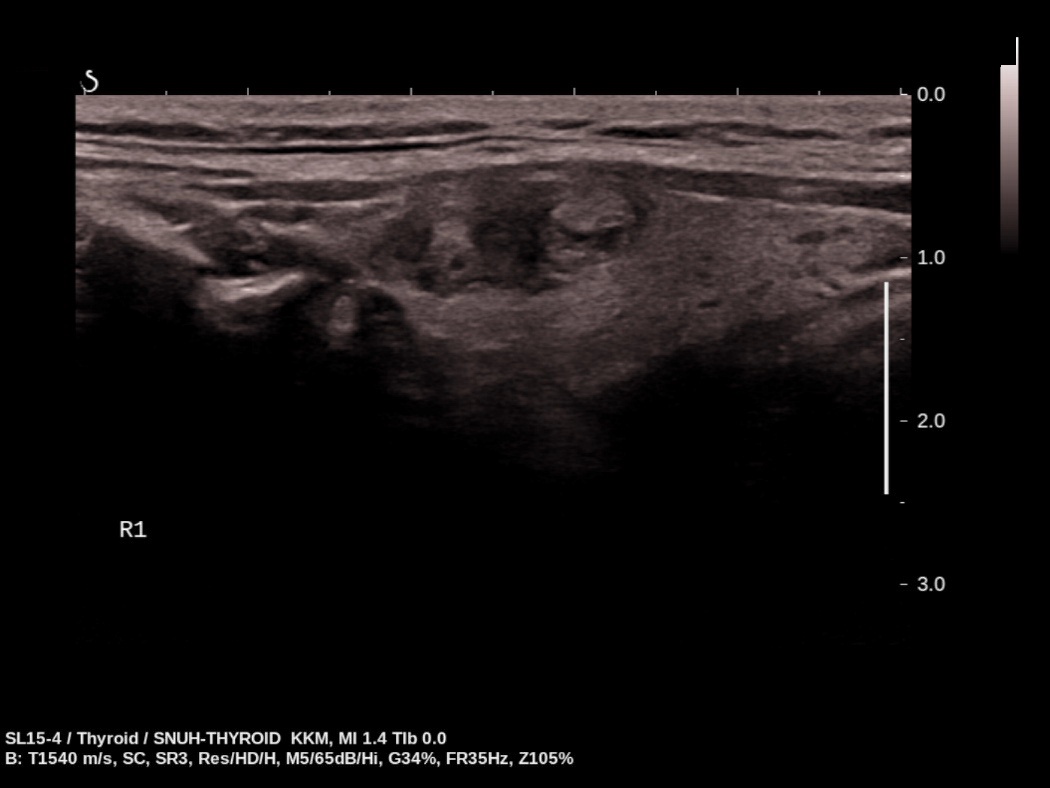 0.0
1.0
2.0
3.0
R1
SL15-4 / Thyroid / SNUH-THYROID KKM, MI 1.4 TIb 0.0
B: T1540 m/s, SC, SR3, Res/HD/H, M5/65dB/Hi, G34%, FR35Hz, Z105%